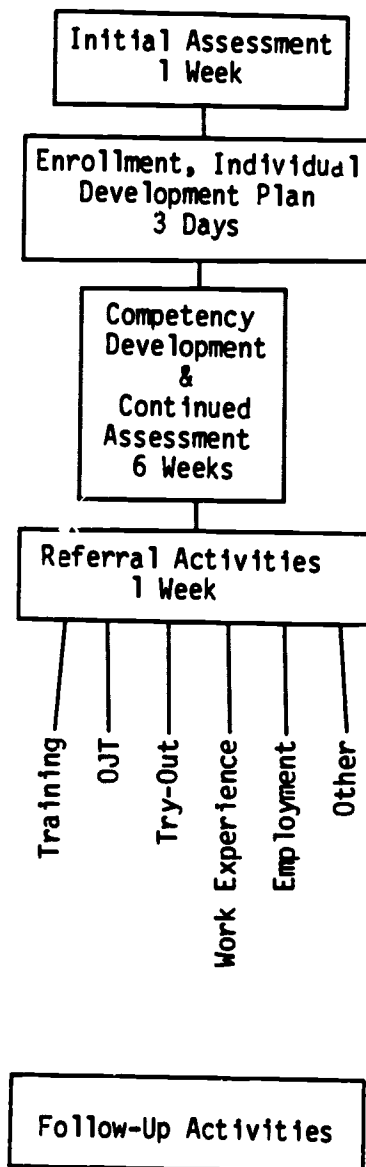 Initial Assessment
1 Week
Enrollment, Individual
Development Plan
3 Days
Competency
Development
&
Continued
Assessment
6 Weeks
Referral Activities
1 Week
Training
OJT
Try-Out
Work Experience
Employment
Other
Follow-Up Activities